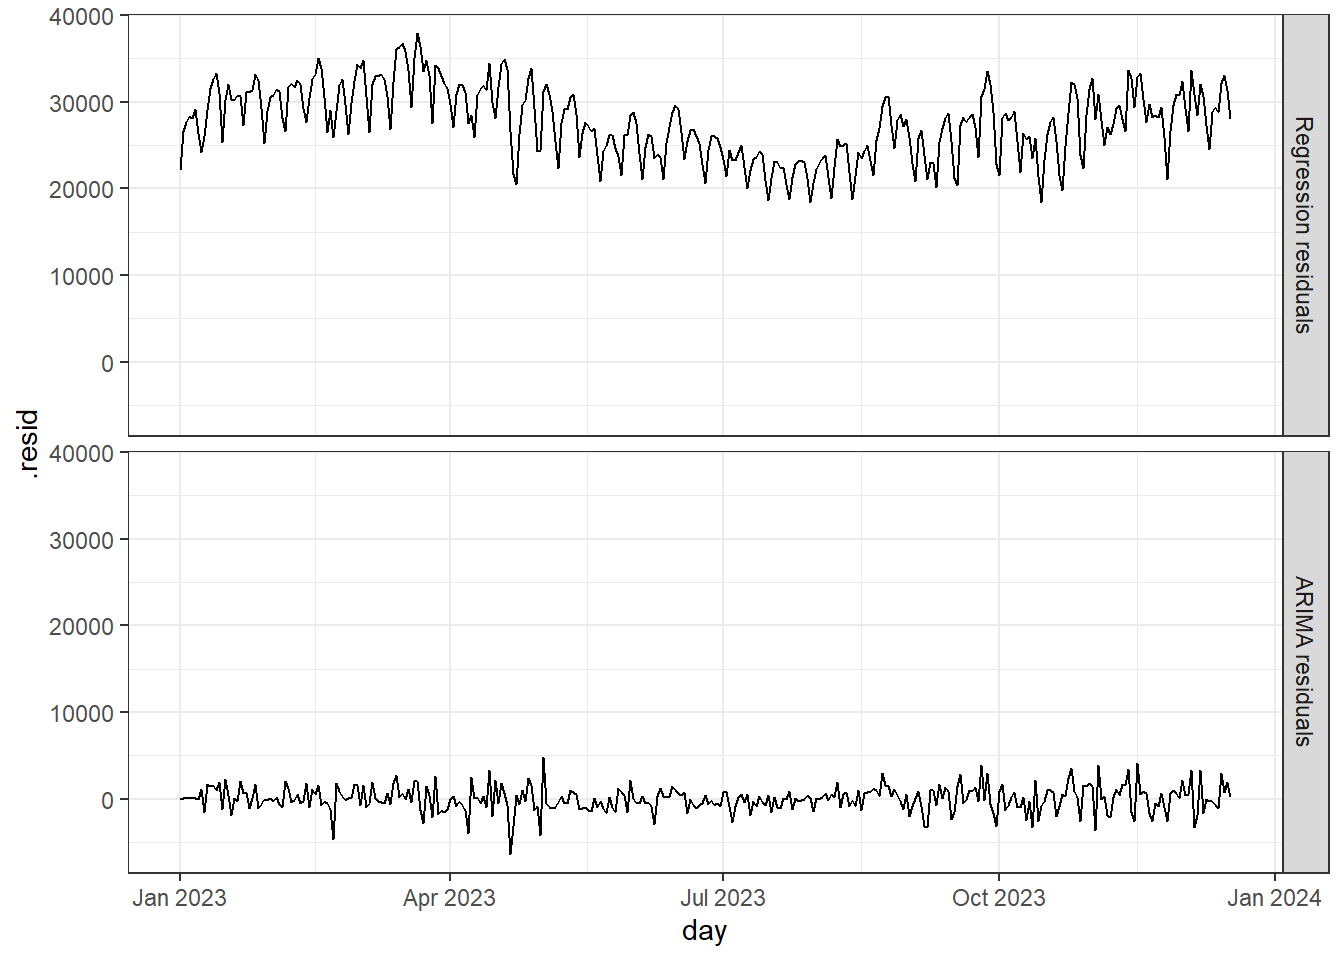 40000
30000
20000
10000
0
Regression residuals
.resid
40000
30000
20000
10000
0
ARIMA residuals
Jan 2023
Apr 2023
Jul 2023
Oct 2023
Jan 2024
day